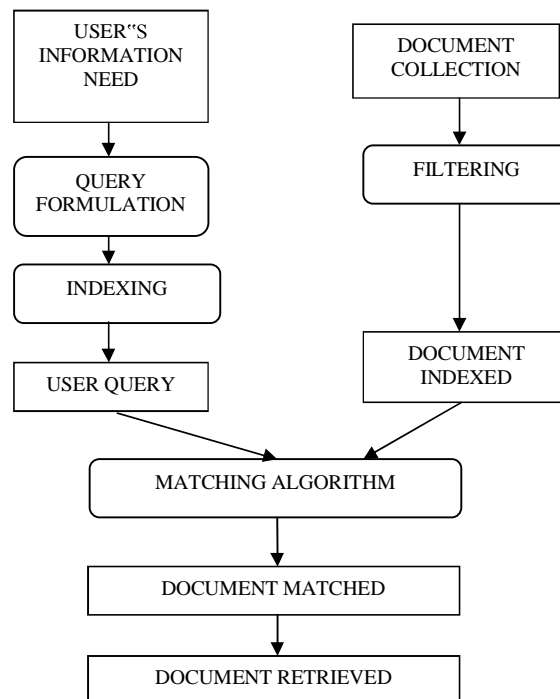 USER“S
INFORMATION
NEED
DOCUMENT
COLLECTION
QUERY
FORMULATION
FILTERING
INDEXING
USER QUERY
DOCUMENT
INDEXED
MATCHING ALGORITHM
DOCUMENT MATCHED
DOCUMENT RETRIEVED